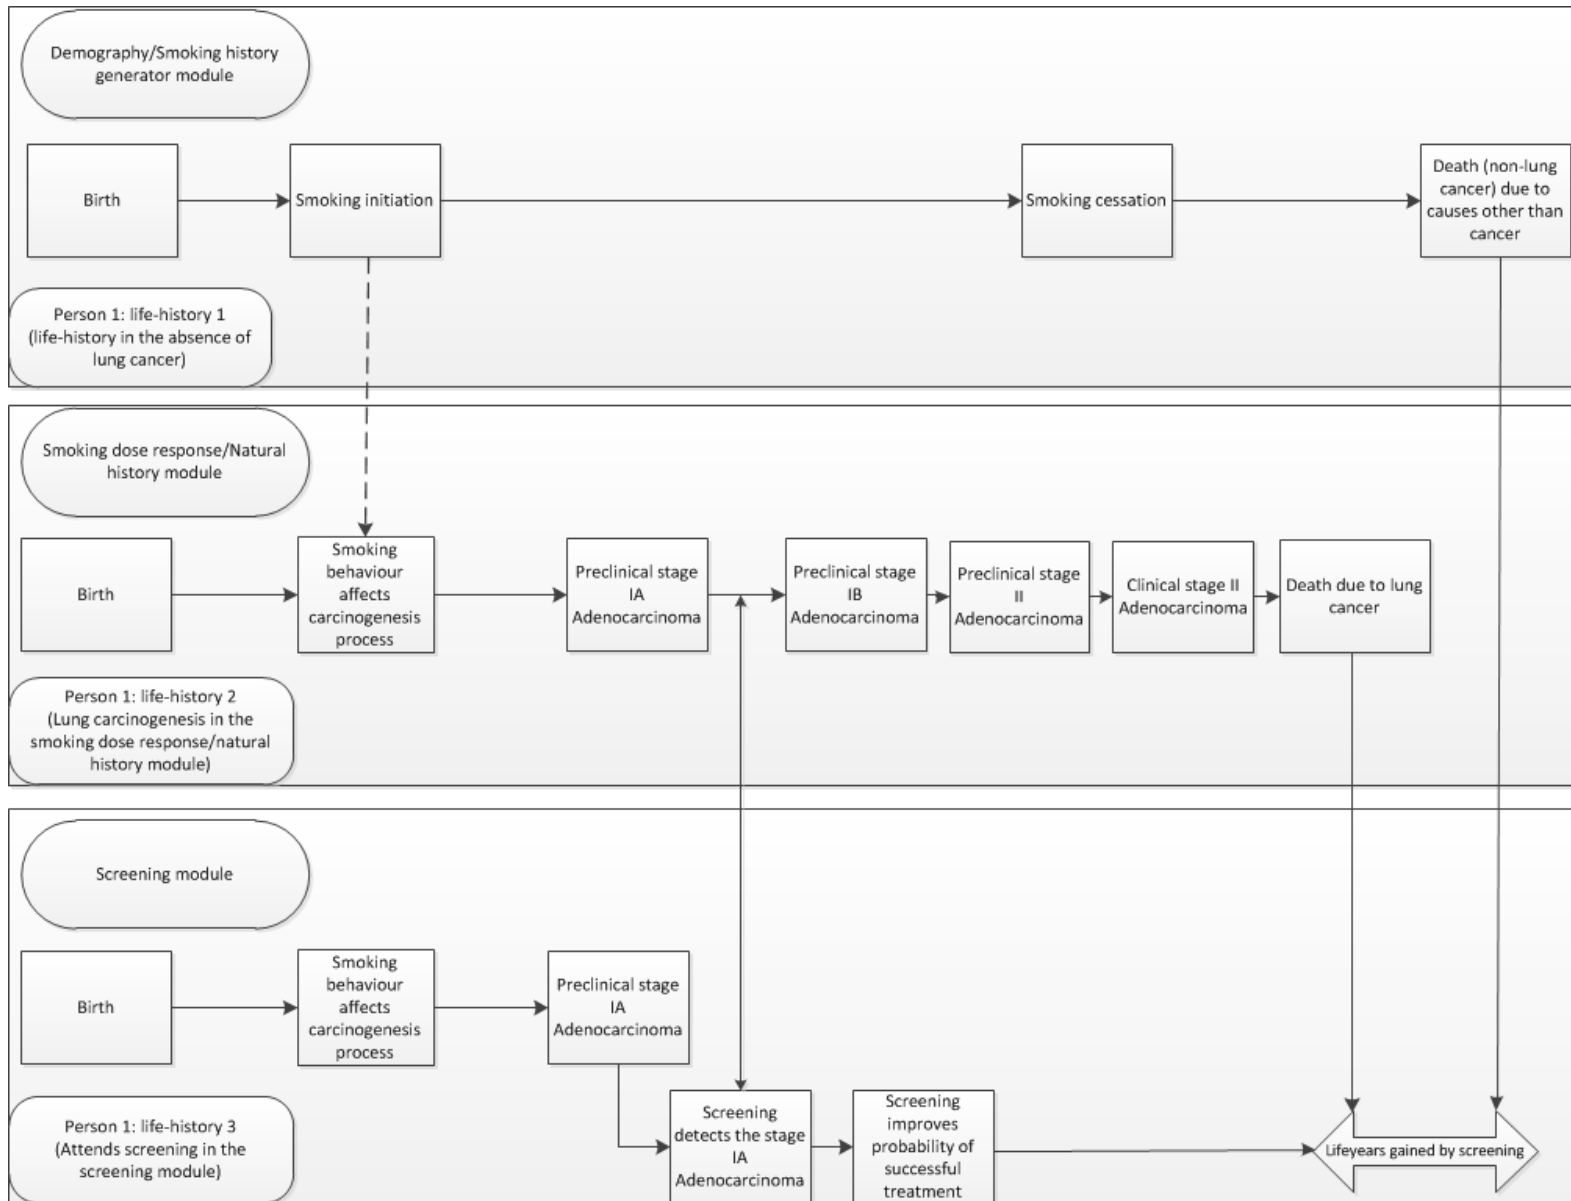 Demography/Smoking history
generator module
Birth
Smoking initiation
Smoking cessation
Death (non-lung
cancer) due to
causes other than
cancer
Person 1: life-history 1
(life-history in the absence of
lung cancer)
Smoking dose response/Natural
history module
Birth
Smoking
behaviour
affects
carcinogenesis
process
Preclinical stage
IA
Adenocarcinoma
Preclinical stage
IB
Adenocarcinoma
Preclinical stage
II
Adenocarcinoma
Clinical stage II
Adenocarcinoma
Death due to lung
cancer
Person 1: life-history 2
(Lung carcinogenesis in the
smoking dose response/natural
history module)
Screening module
Birth
Smoking
behaviour
affects
carcinogenesis
process
Preclinical stage
IA
Adenocarcinoma
Person 1: life-history 3
(Attends screening in the
screening module)
Screening
detects the stage
IA
Adenocarcinoma
Screening
improves
probability of
successful
treatment
Lifeyears gained by screening